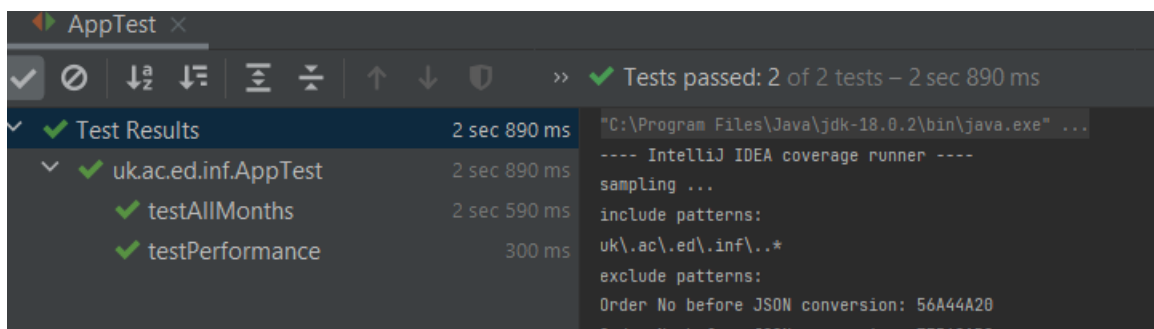 AppTest ×
» Tests passed: 2 of 2 tests – 2 sec 890 ms
Test Results 2 sec 890 ms
uk.ac.ed.inf.AppTest 2 sec 890 ms
testAllMonths 2 sec 590 ms
testPerformance 300 ms
"C:\Program Files\Java\jdk-18.0.2\bin\java.exe" ...
---- IntelliJ IDEA coverage runner ----
sampling ...
include patterns:
uk\.ac\.ed\.inf\..*
exclude patterns:
Order No before JSON conversion: 56A44A20